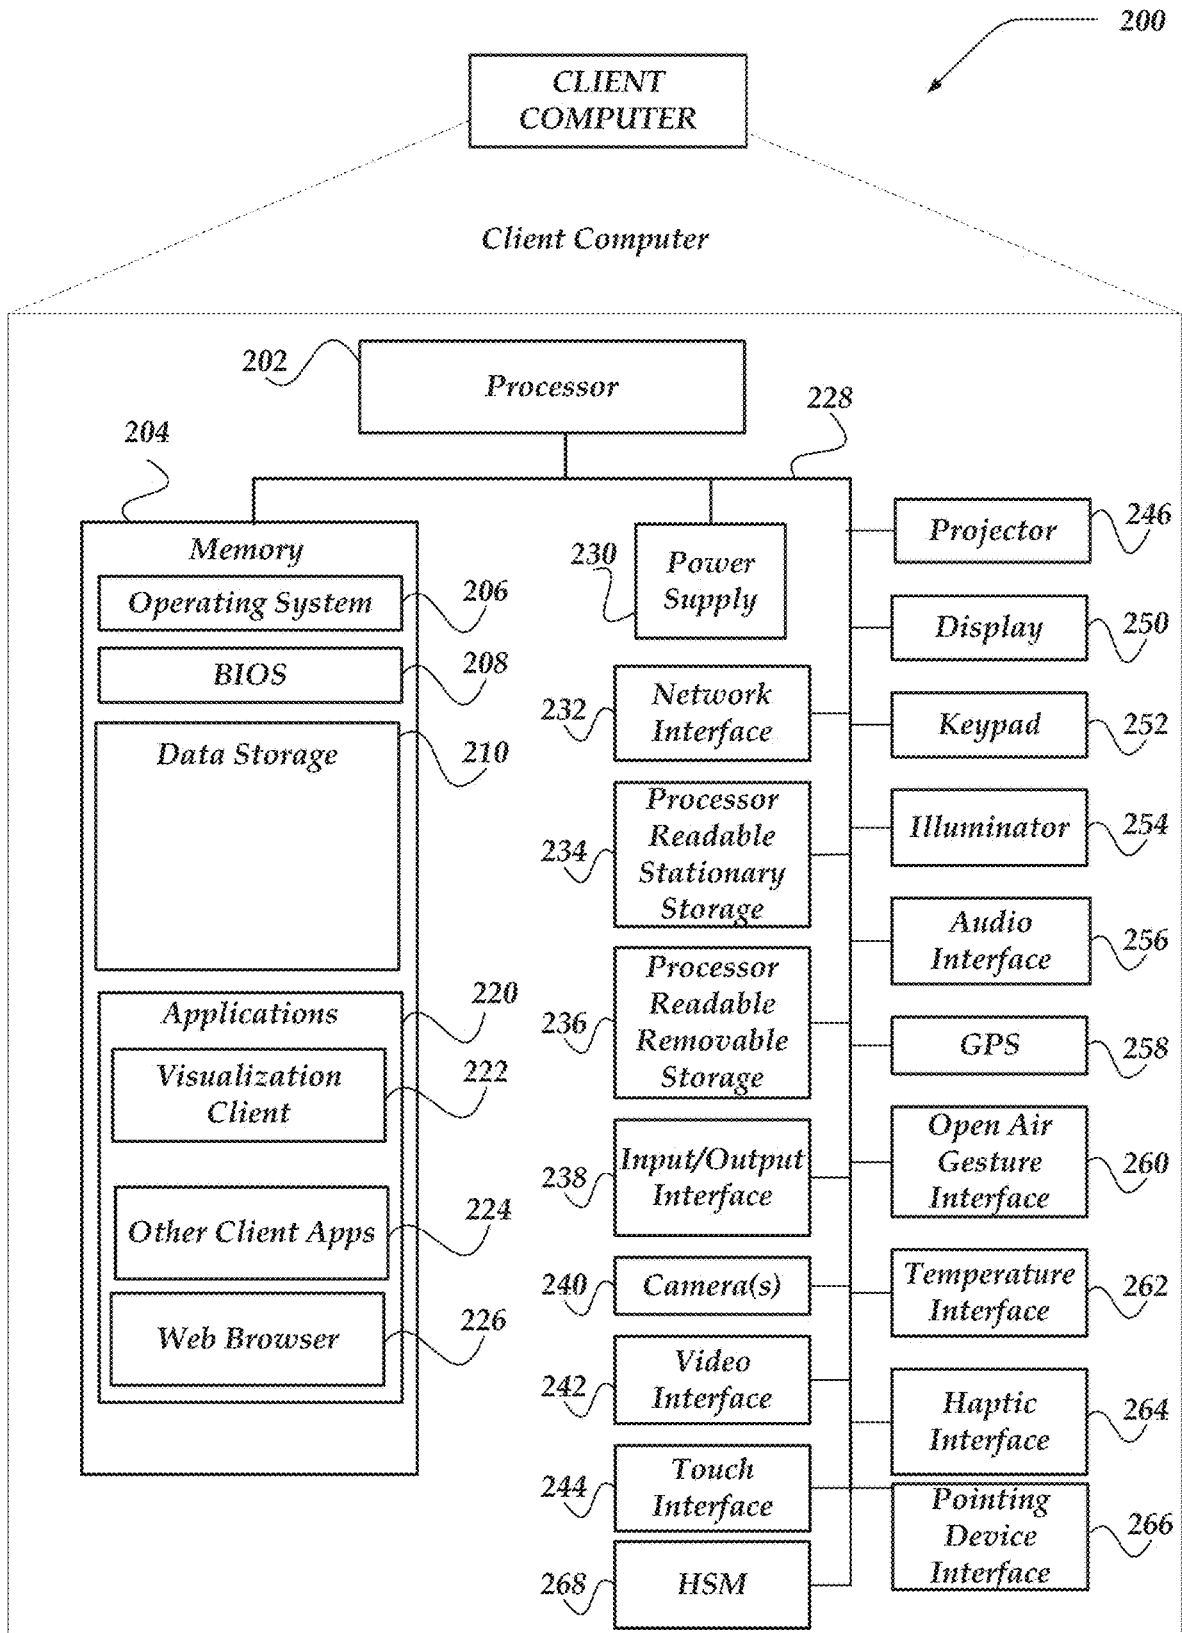 200
CLIENT
COMPUTER
Client Computer
202
Processor
228
204
Memory
Operating System
206
BIOS
208
Data Storage
210
Applications
220
Visualization
Client
222
Other Client Apps
224
Web Browser
226
230
Power
Supply
232
Network
Interface
234
Processor
Readable
Stationary
Storage
236
Processor
Readable
Removable
Storage
238
Input/Output
Interface
240
Camera(s)
242
Video
Interface
244
Touch
Interface
268
HSM
Projector
246
Display
250
Keypad
252
Illuminator
254
Audio
Interface
256
GPS
258
Open Air
Gesture
Interface
260
Temperature
Interface
262
Haptic
Interface
264
Pointing
Device
Interface
266